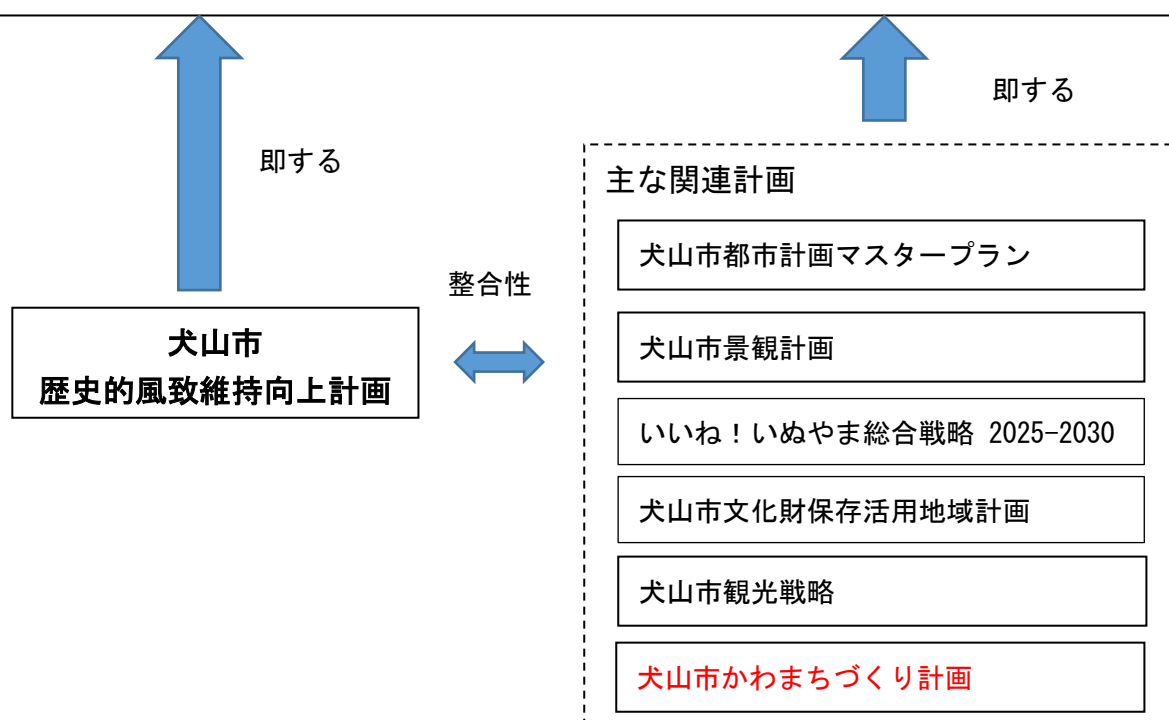 即する
即する
整合性
犬山市
歴史的風致維持向上計画
主な関連計画
犬山市都市計画マスタープラン
犬山市景観計画
いいね！いぬやま総合戦略 2025-2030
犬山市文化財保存活用地域計画
犬山市観光戦略
犬山市かわまちづくり計画